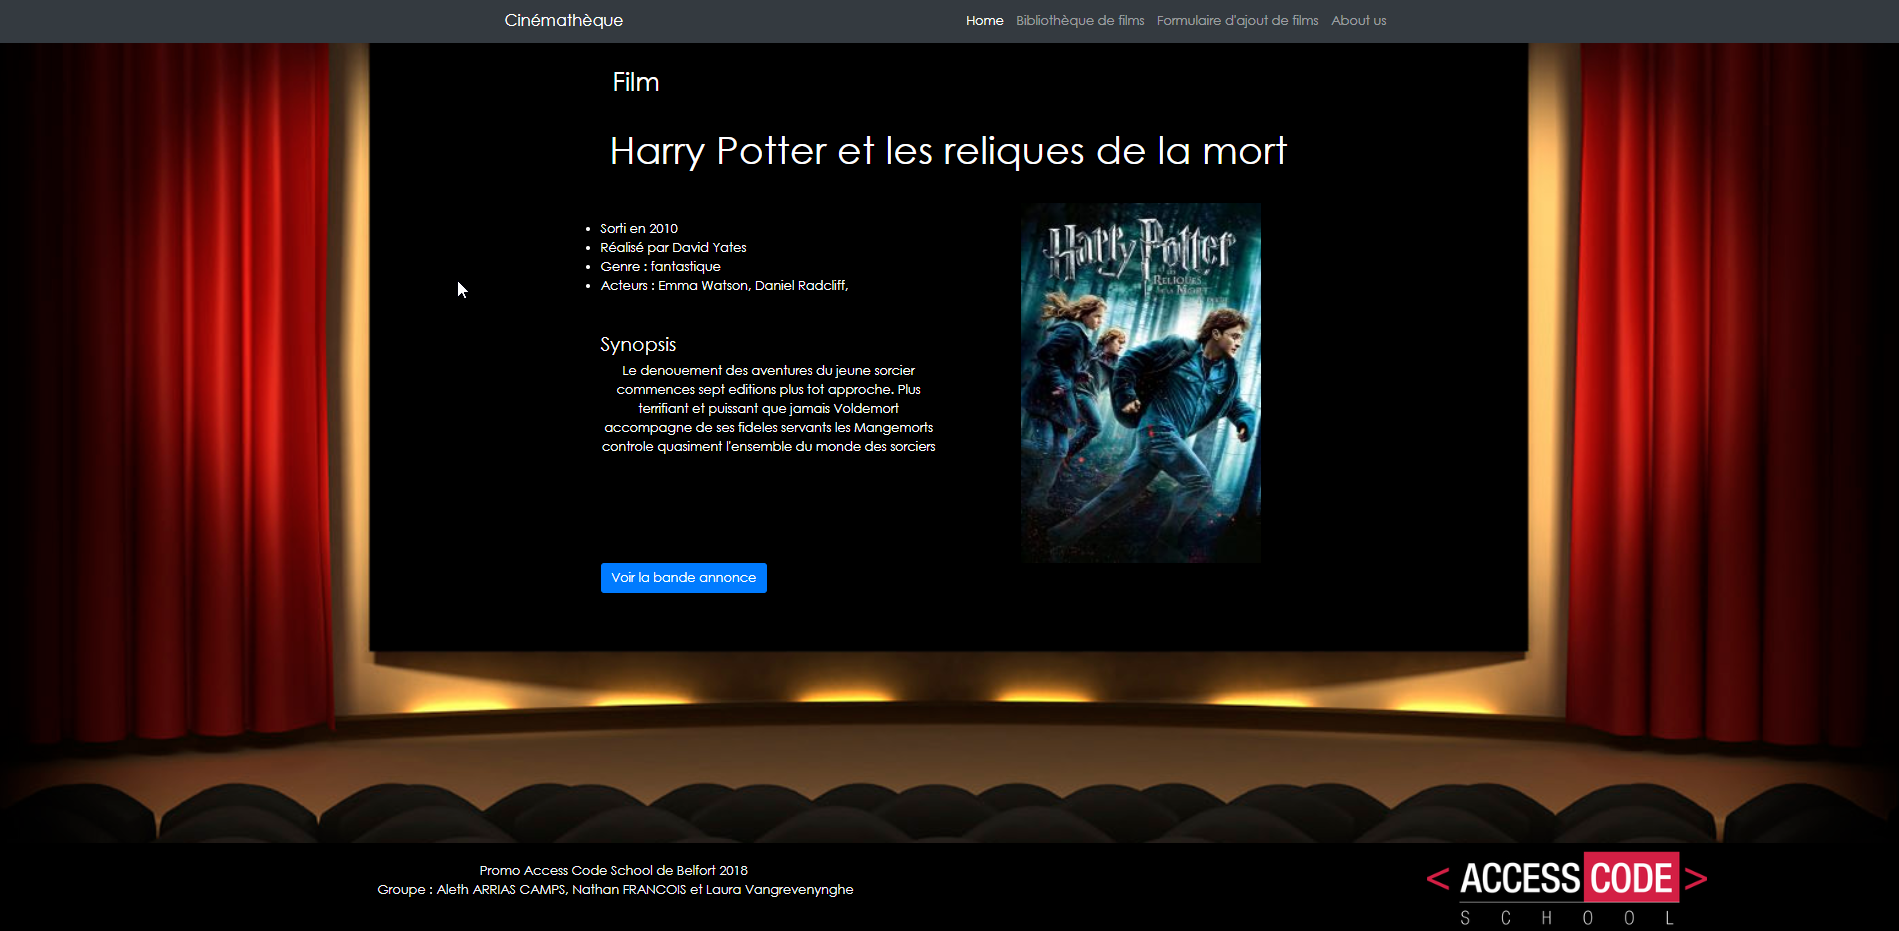 Cinémathèque
Home Bibliothèque de films Formulaire d'ajout de films About us
Film
Harry Potter et les reliques de la mort
Sorti en 2010
Réalisé par David Yates
Genre : fantastique
Acteurs : Emma Watson, Daniel Radcliff,
Synopsis
Le denouement des aventures du jeune sorcier
commences sept editions plus tot approche. Plus
terrifiant et puissant que jamais Voldemort
accompagne de ses fideles servants les Mangemorts
controle quasiment l'ensemble du monde des sorciers
Voir la bande annonce
Harry Potter
RELIQUES
MORT
Promo Access Code School de Belfort 2018
Groupe : Aleth ARRIAS CAMPS, Nathan FRANCOIS et Laura Vangrevenynghe
< ACCESS CODE >
SCHOOL